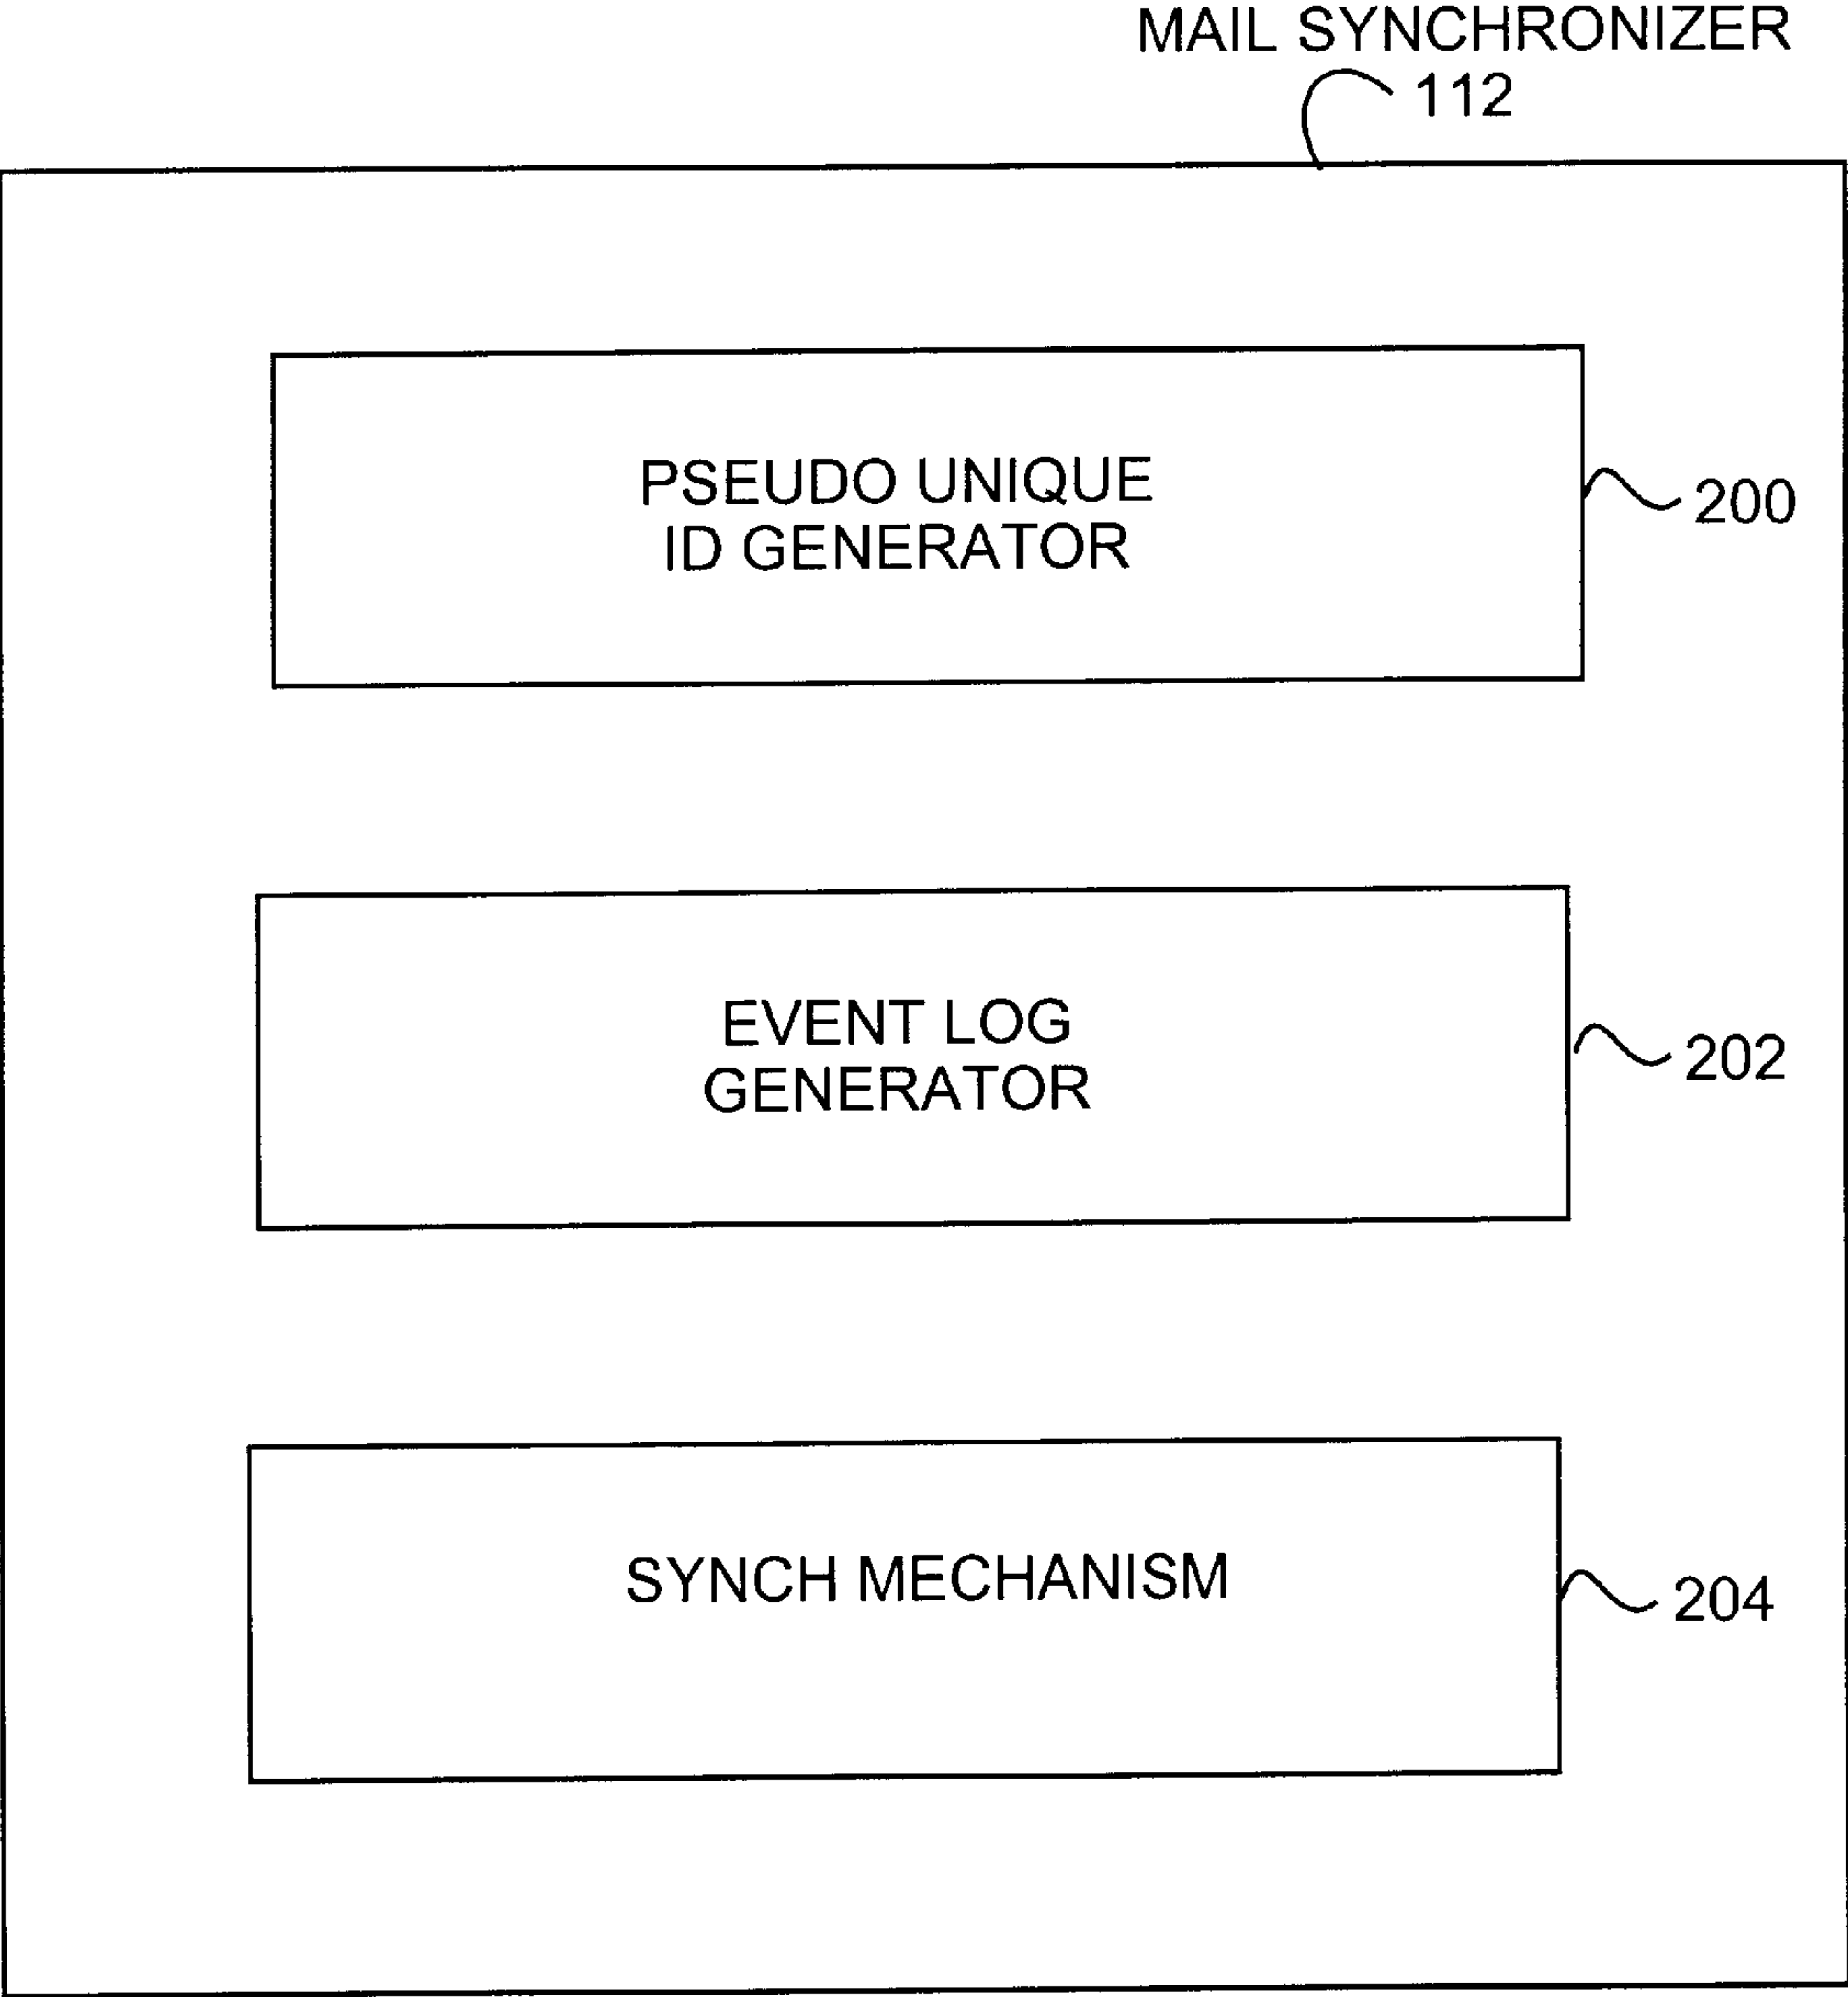 MAIL SYNCHRONIZER
112
PSEUDO UNIQUE
ID GENERATOR
200
EVENT LOG
GENERATOR
202
SYNCH MECHANISM
204